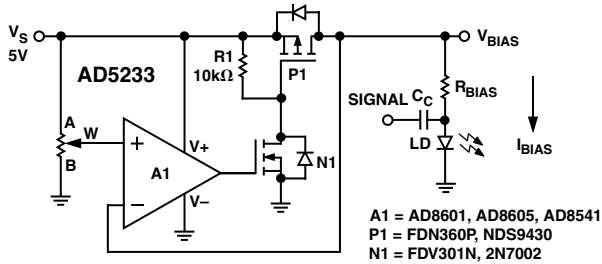 VS
5V
AD5233
R1
10kΩ
P1
VBIAS
RBIAS
SIGNAL
CC
IBIAS
LD
A
W
B
+
V+
A1
N1
–
V–
A1 = AD8601, AD8605, AD8541
P1 = FDN360P, NDS9430
N1 = FDV301N, 2N7002